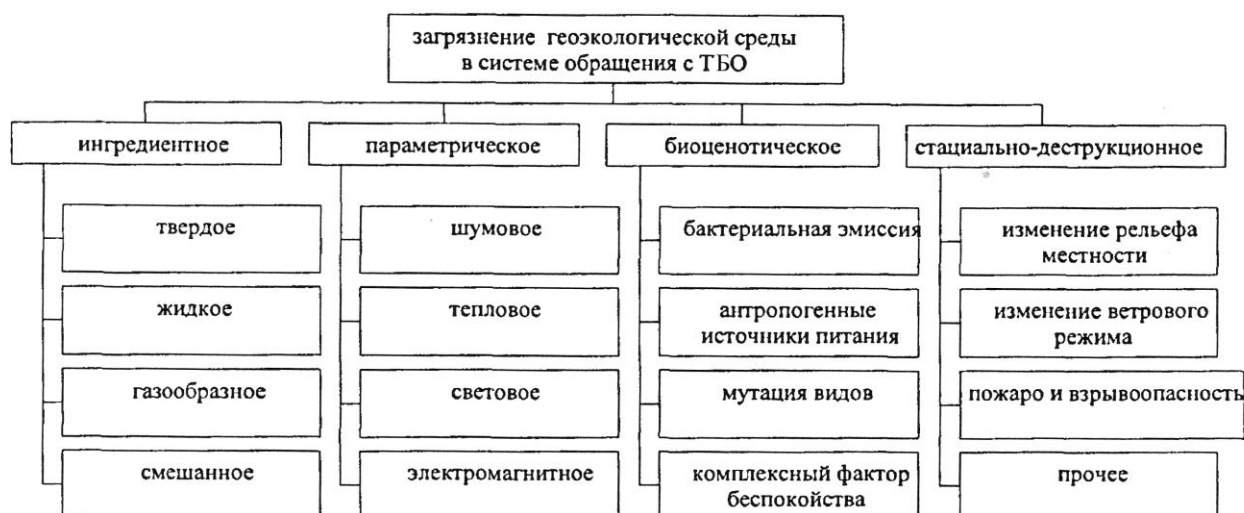 загрязнение геоэкологической среды
в системе обращения с ТБО
ингредиентное
параметрическое
биоценотическое
стациально-деструкционное
твердое
шумовое
бактериальная эмиссия
изменение рельефа
местности
жидкое
тепловое
антропогенные
источники питания
изменение ветрового
режима
газообразное
световое
мутация видов
пожаро и взрывоопасность
смешанное
электромагнитное
комплексный фактор
беспокойства
прочее